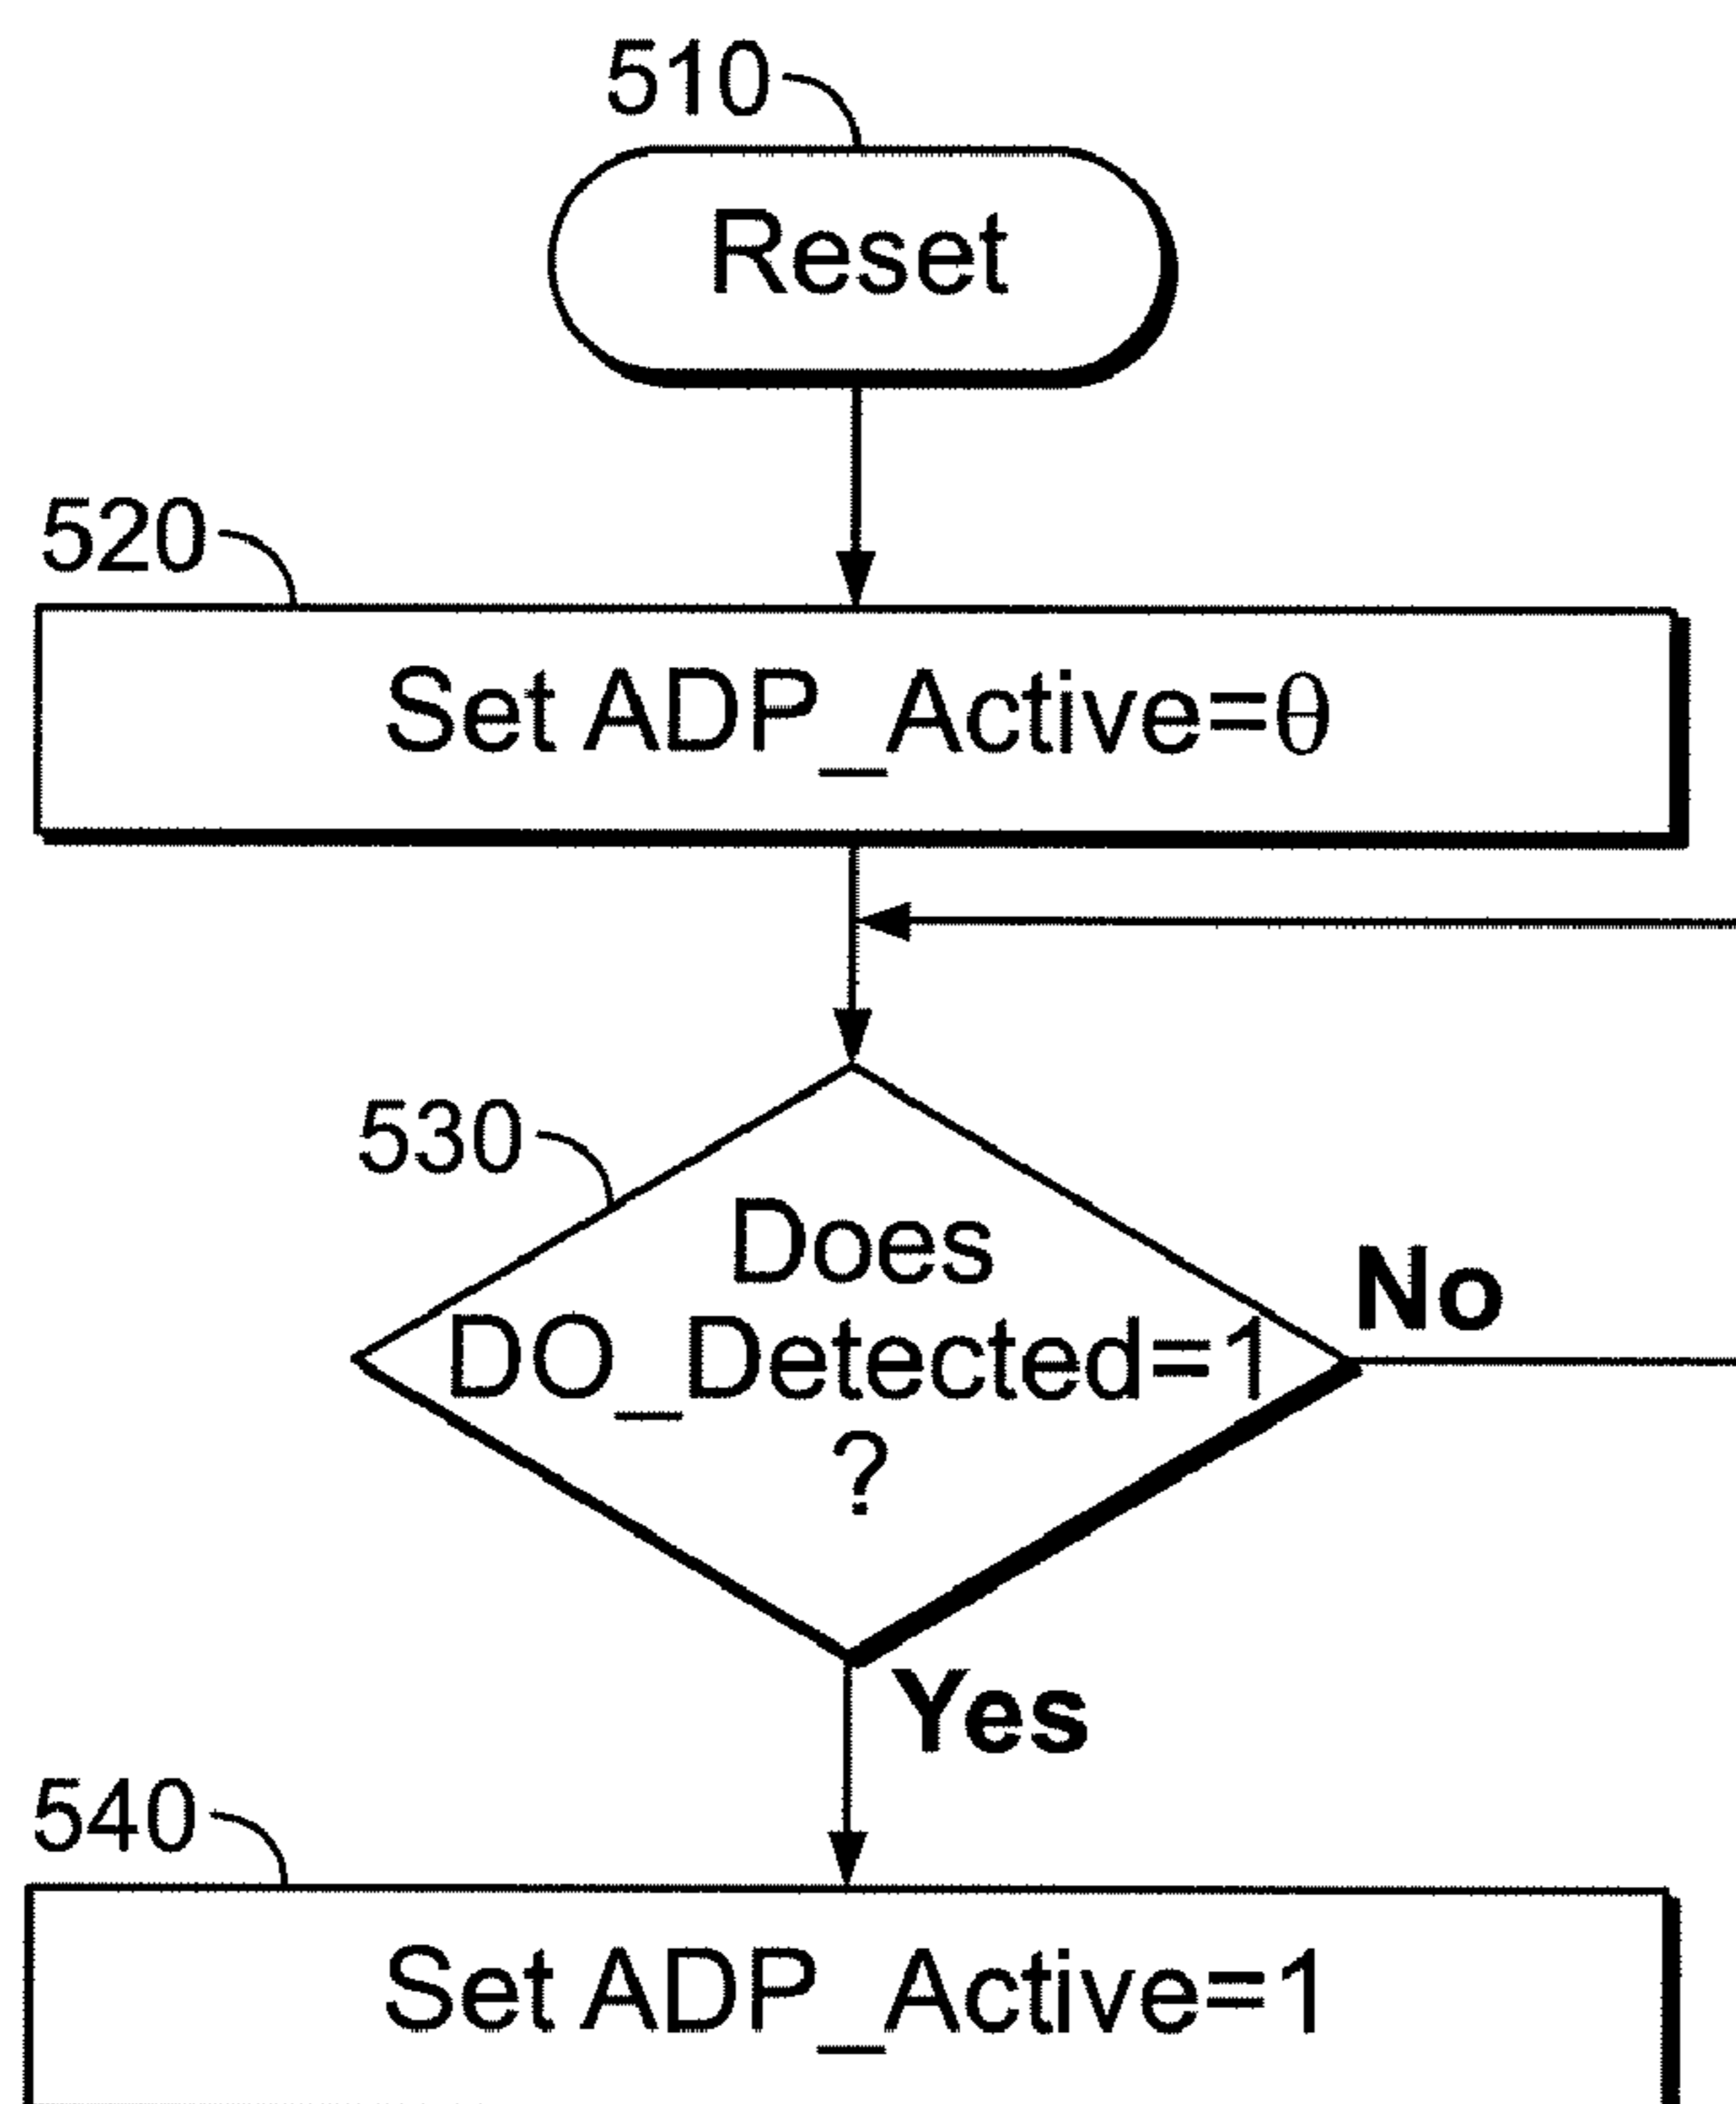 510
Reset
520
Set ADP_Active=θ
530
Does
DO_Detected=1
?
No
Yes
540
Set ADP_Active=1